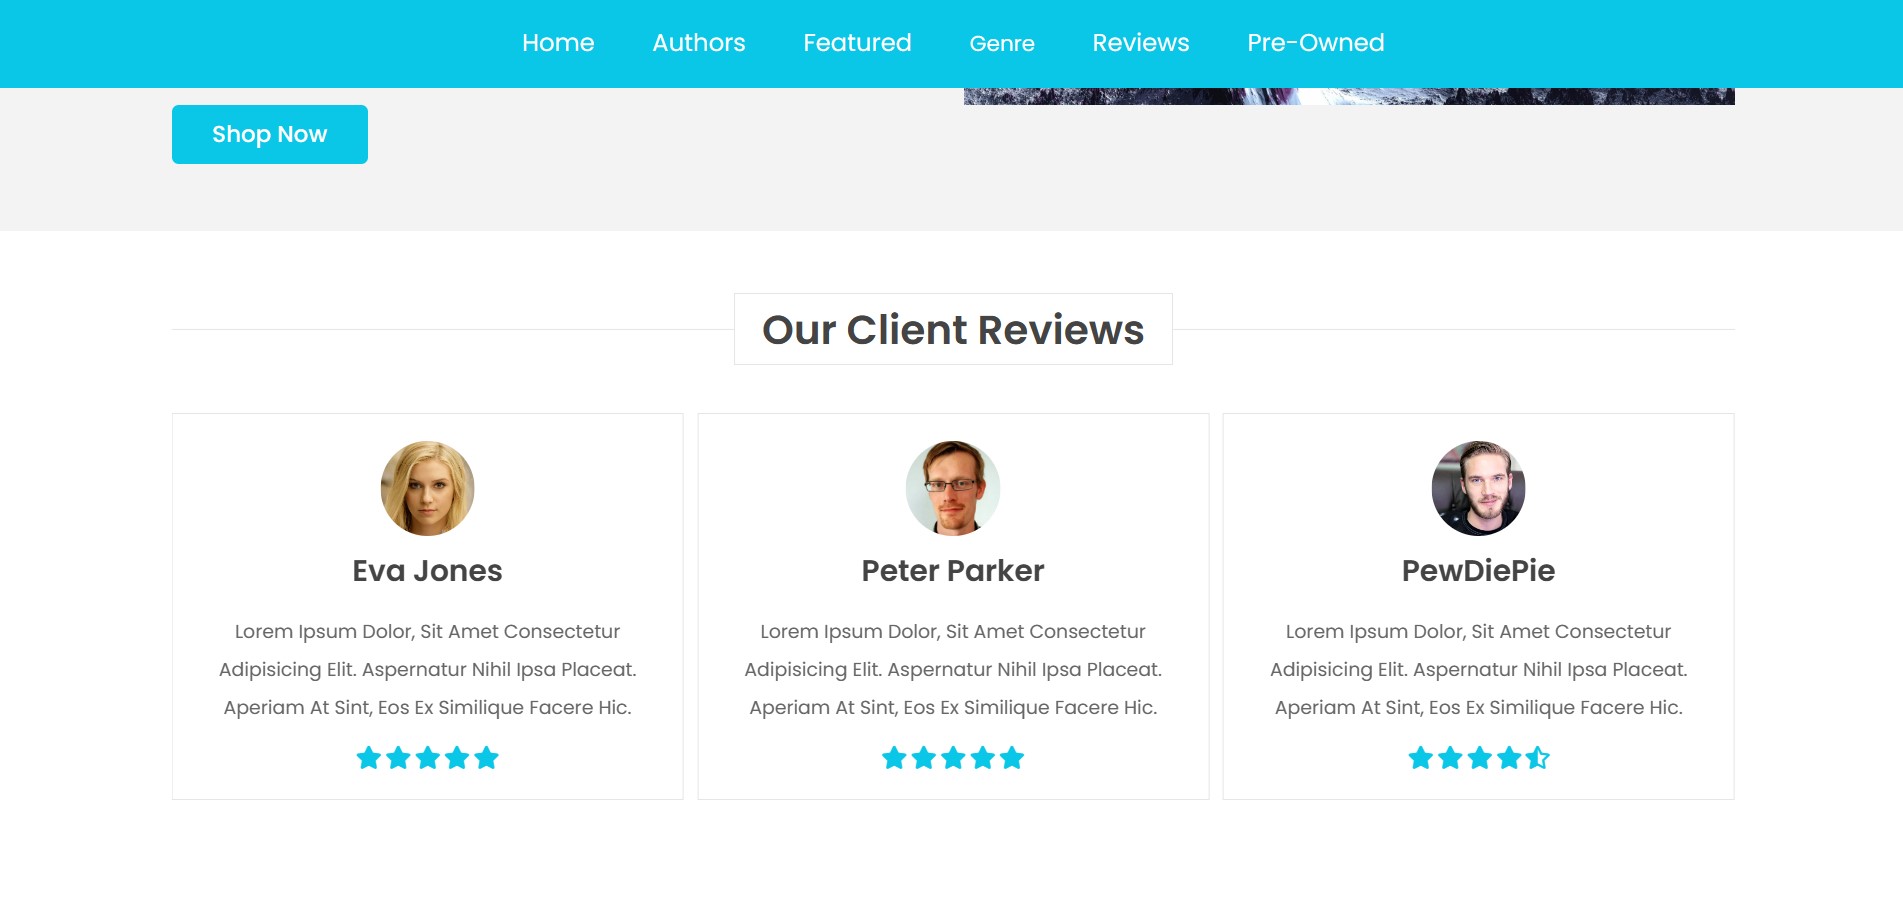 Home Authors Featured Genre Reviews Pre-Owned
Shop Now
Our Client Reviews
Eva Jones
Lorem Ipsum Dolor, Sit Amet Consectetur
Adipisicing Elit. Aspernatur Nihil Ipsa Placeat.
Aperiam At Sint, Eos Ex Similique Facere Hic.
Peter Parker
Lorem Ipsum Dolor, Sit Amet Consectetur
Adipisicing Elit. Aspernatur Nihil Ipsa Placeat.
Aperiam At Sint, Eos Ex Similique Facere Hic.
PewDiePie
Lorem Ipsum Dolor, Sit Amet Consectetur
Adipisicing Elit. Aspernatur Nihil Ipsa Placeat.
Aperiam At Sint, Eos Ex Similique Facere Hic.